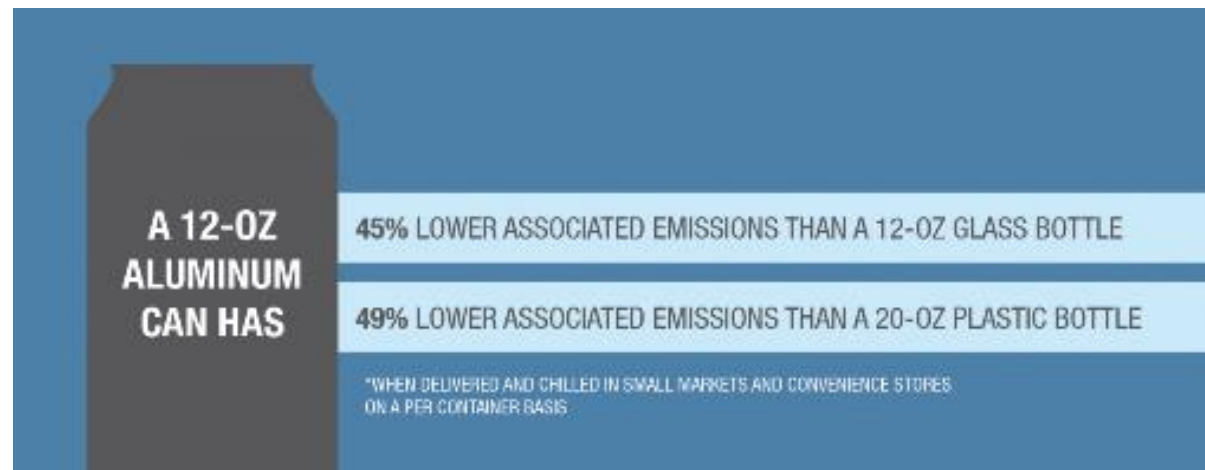 A 12-OZ
ALUMINUM
CAN HAS
45% LOWER ASSOCIATED EMISSIONS THAN A 12-OZ GLASS BOTTLE
49% LOWER ASSOCIATED EMISSIONS THAN A 20-OZ PLASTIC BOTTLE
*WHEN DELIVERED AND CHILLED IN SMALL MARKETS AND CONVENIENCE STORES
ON A PER CONTAINER BASIS